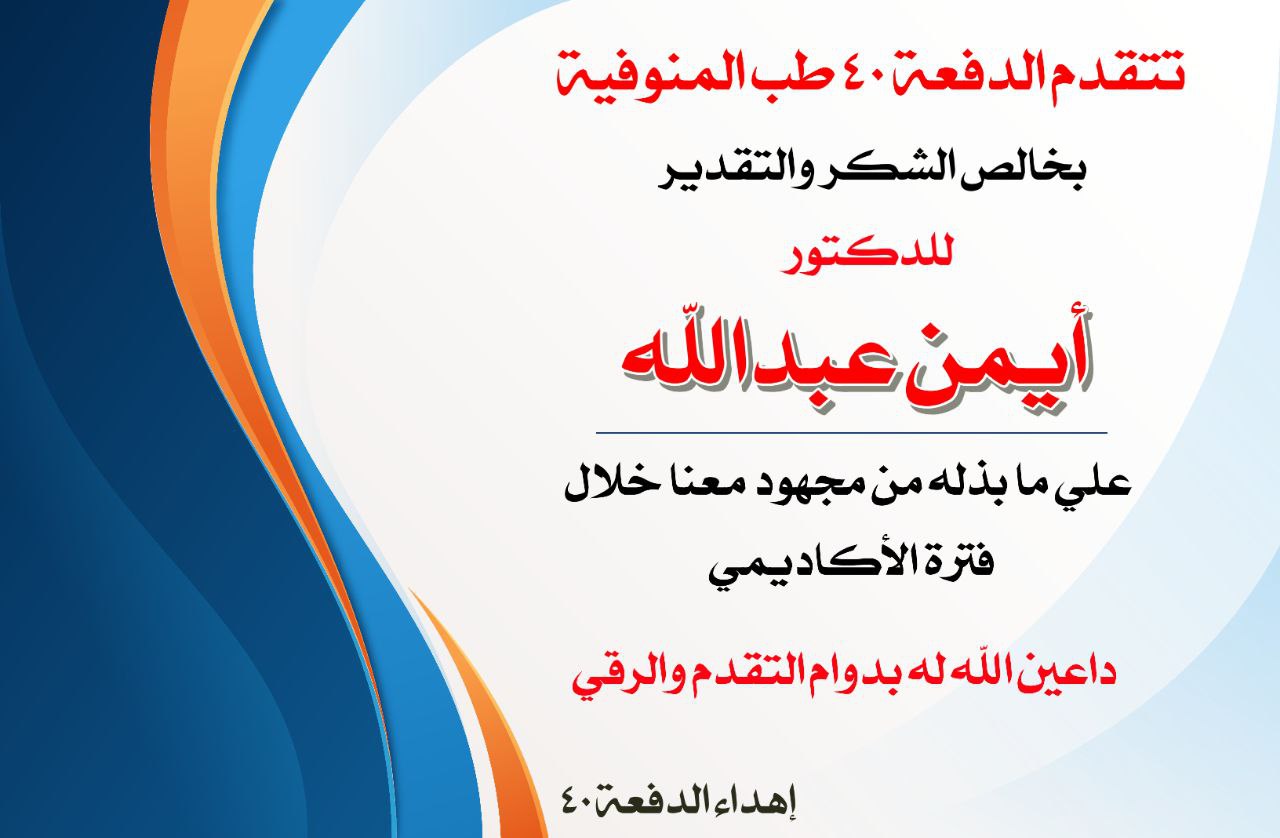 تتقدم الدفعة ٤٠ طب المنوفية
بخالص الشكر والتقدير
للدكتور
أيمن عبدالله
علي ما بذله من مجهود معنا خلال
فترة الأكاديمي
داعين الله له بدوام التقدم والرقي
إهداء الدفعة ٤٠